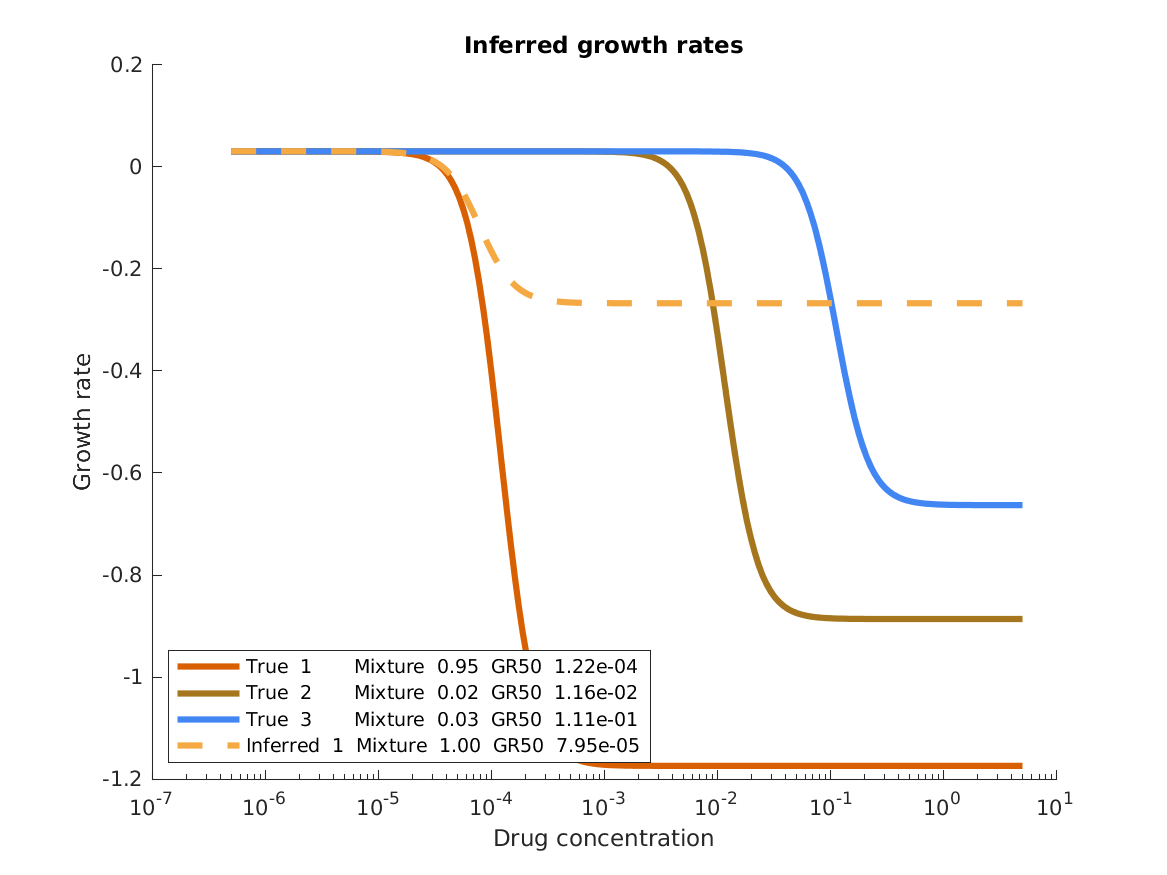 Inferred growth rates
0.2
0
-0.2
-0.4
-0.6
-0.8
-1
-1.2
Growth rate
True 1 Mixture 0.95 GR50 1.22e-04
True 2 Mixture 0.02 GR50 1.16e-02
True 3 Mixture 0.03 GR50 1.11e-01
Inferred 1 Mixture 1.00 GR50 7.95e-05
10^-7 10^-6 10^-5 10^-4 10^-3 10^-2 10^-1 10^0 10^1
Drug concentration